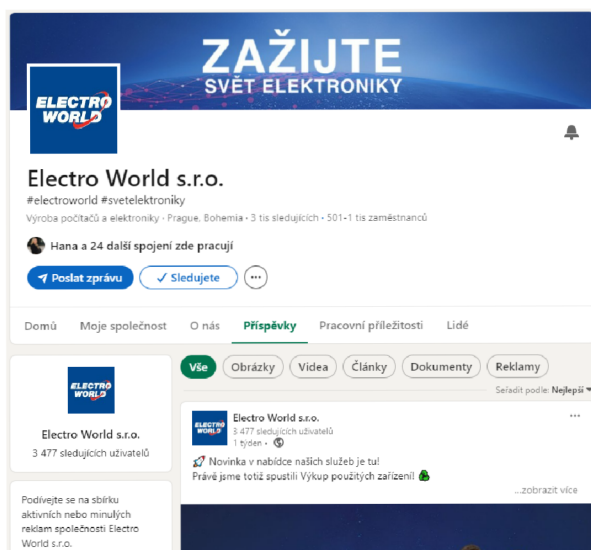 ZAŽIJTE
SVĚT ELEKTRONIKY
ELECTRO
WORLD
Electro World s.r.o.
#electroworld #svetelektroniky
Výroba počítačů a elektroniky · Prague, Bohemia · 3 tis sledujících · 501-1 tis zaměstnanců
Hana a 24 další spojení zde pracují
Poslat zprávu
Sledujete
Domů
Moje společnost
O nás
Příspěvky
Pracovní příležitosti
Lidé
ELECTRO
WORLD
Electro World s.r.o.
3 477 sledujících uživatelů
Podívejte se na sbírku
aktivních nebo minulých
reklam společnosti Electro
World s.r.o.
Vše
Obrázky
Videa
Články
Dokumenty
Reklamy
Seřadit podle: Nejlepší
ELECTRO
WORLD
Electro World s.r.o.
3 477 sledujících uživatelů
1 týden •
Novinka v nabídce našich služeb je tu!
Právě jsme totiž spustili Výkup použitých zařízení!
...zobrazit více